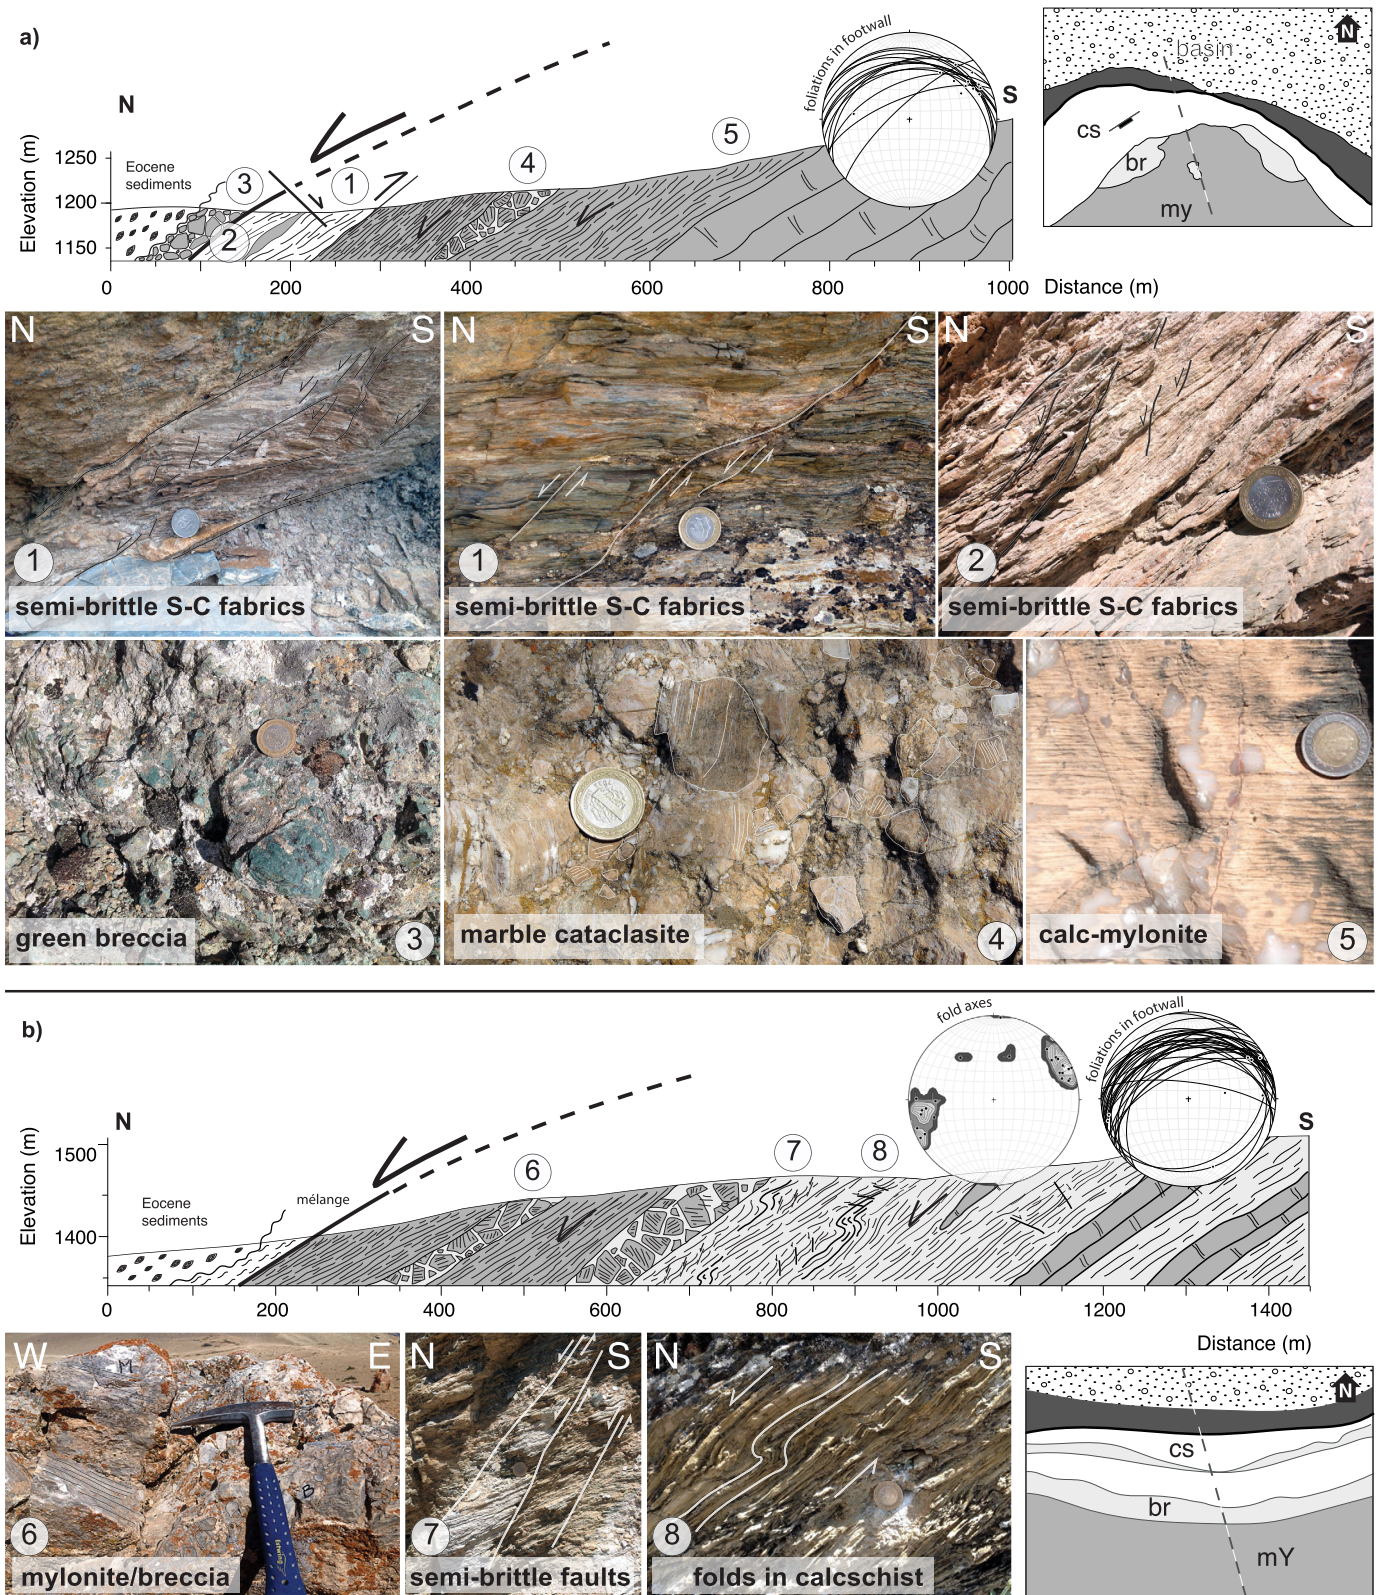 a)
foliations in footwall
N
S
N
basin
cs
br
my
Elevation (m)
1250
1200
1150
Eocene
sediments
3
1
2
4
5
0
200
400
600
800
1000
Distance (m)
N
S
1
semi-brittle S-C fabrics
N
S
1
semi-brittle S-C fabrics
N
S
2
semi-brittle S-C fabrics
green breccia
3
marble cataclasite
4
calc-mylonite
5
b)
fold axes
foliations in footwall
N
S
Elevation (m)
1500
1400
Eocene
sediments
mélange
6
7
8
0
200
400
600
800
1000
1200
1400
Distance (m)
W
E
M
B
6
mylonite/breccia
N
S
7
semi-brittle faults
N
S
8
folds in calcschist
N
cs
br
mY